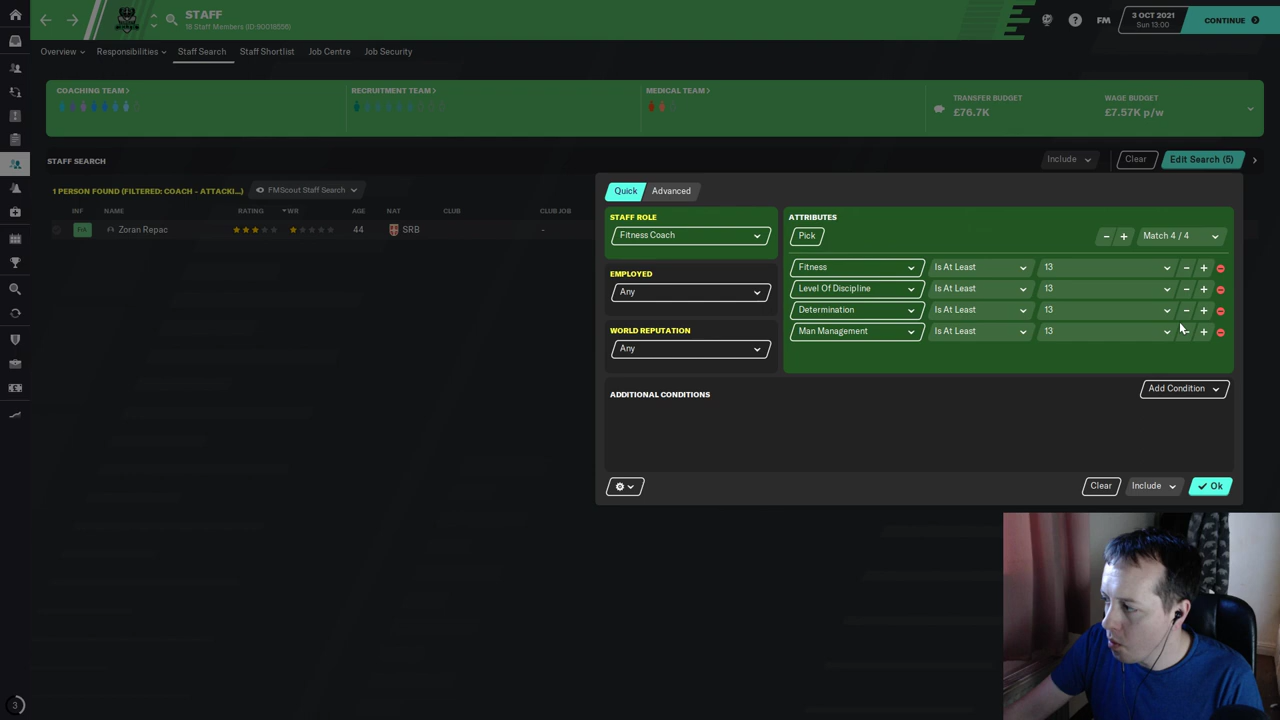 STAFF
18 Staff Members (ID:90018556)
FM
3 OCT 2021
Sun 13:00
CONTINUE
Overview
Responsibilities
Staff Search
Staff Shortlist
Job Centre
Job Security
COACHING TEAM
RECRUITMENT TEAM
MEDICAL TEAM
TRANSFER BUDGET
£76.7K
WAGE BUDGET
£7.57K p/w
STAFF SEARCH
Include
Clear
Edit Search (5)
1 PERSON FOUND (FILTERED: COACH - ATTACKI...)
FMScout Staff Search
INF
NAME
RATING
WR
AGE
NAT
CLUB
CLUB JOB
Zoran Repac
44
SRB
-
Quick
Advanced
STAFF ROLE
Fitness Coach
EMPLOYED
Any
WORLD REPUTATION
Any
ATTRIBUTES
Pick
Match 4 / 4
Fitness
Is At Least
13
Level Of Discipline
Is At Least
13
Determination
Is At Least
13
Man Management
Is At Least
13
ADDITIONAL CONDITIONS
Add Condition
Clear
Include
Ok
3